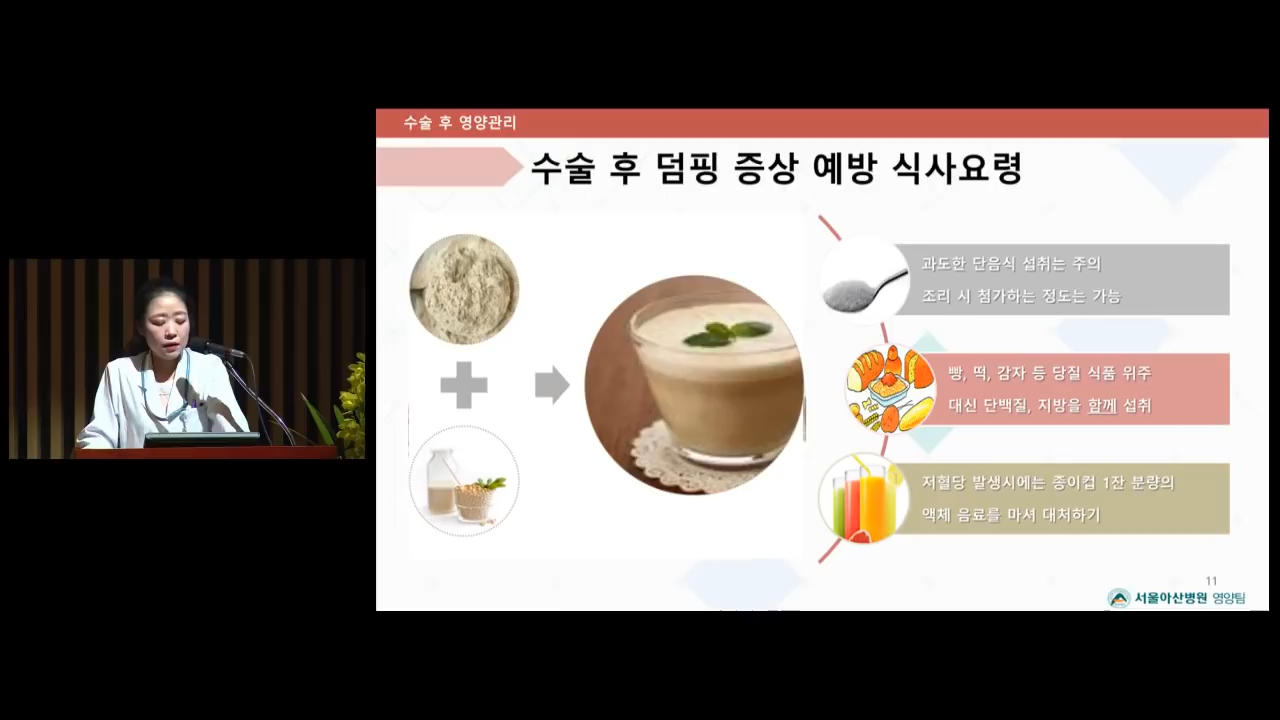 수술 후 영양관리
수술 후 덤핑 증상 예방 식사요령
과도한 단음식 섭취는 주의
조리 시 첨가하는 정도는 가능
빵, 떡, 감자 등 당질 식품 위주
대신 단백질, 지방을 함께 섭취
저혈당 발생시에는 종이컵 1잔 분량의
액체 음료를 마셔 대처하기
11
서울아산병원 영양팀